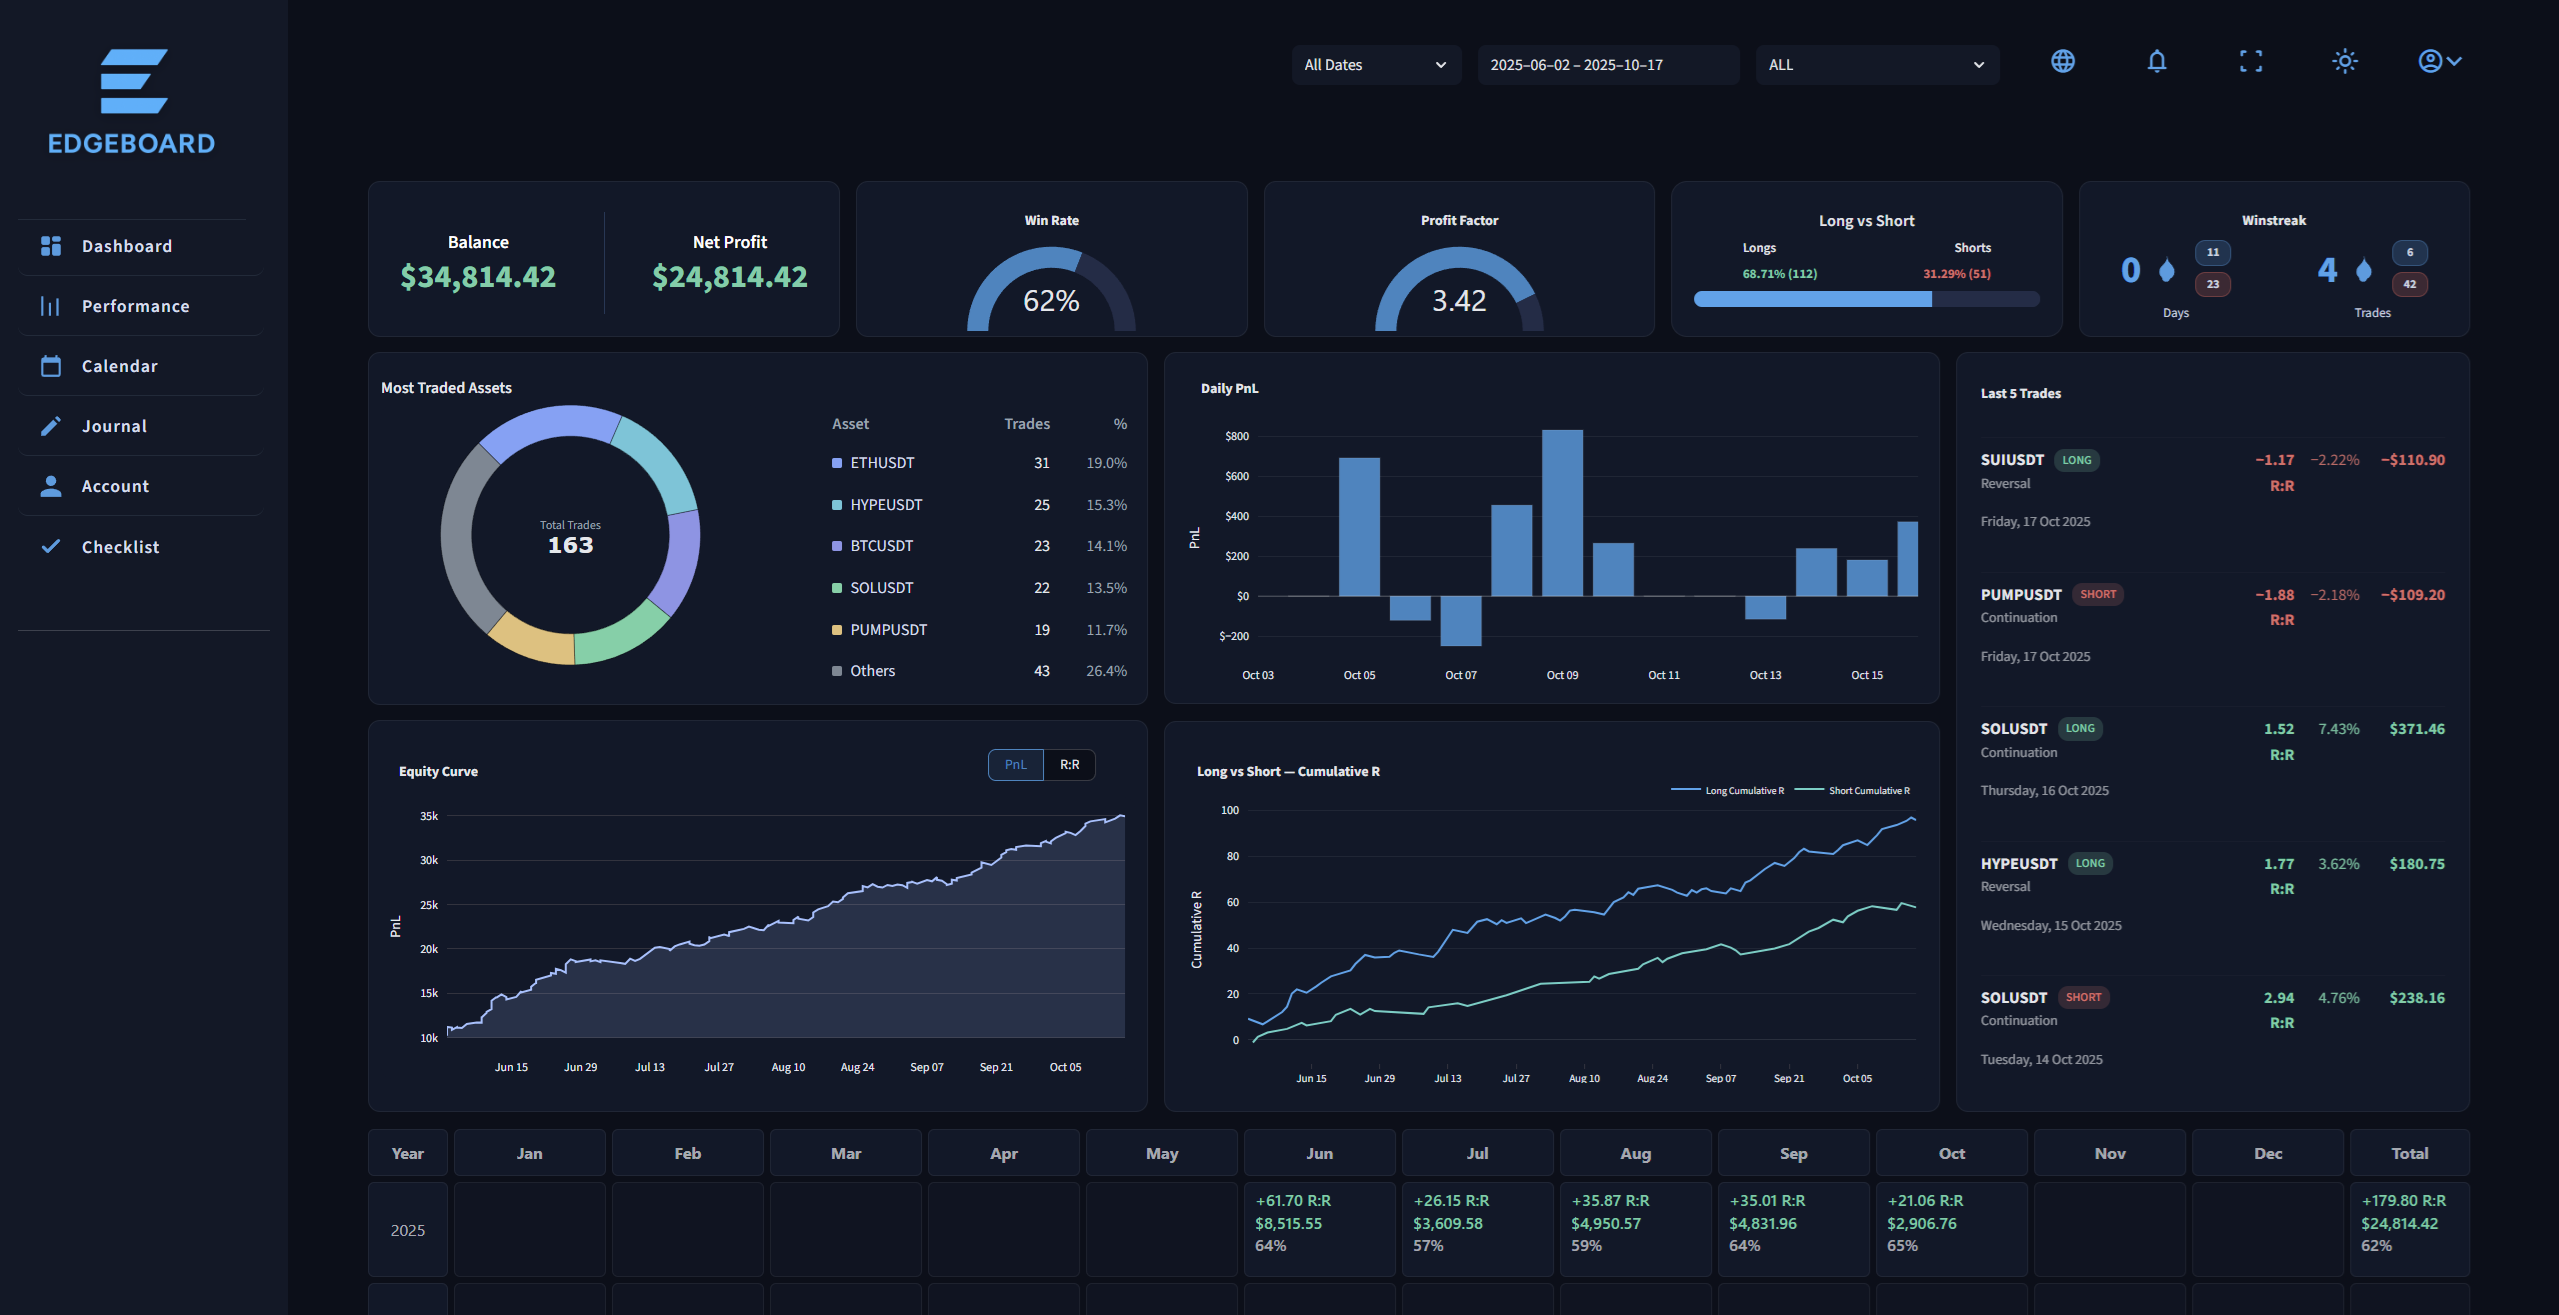 EDGEBOARD
Dashboard
Performance
Calendar
Journal
Account
Checklist
All Dates
2025-06-02 – 2025-10-17
ALL
Balance
$34,814.42
Net Profit
$24,814.42
Win Rate
62%
Profit Factor
3.42
Long vs Short
Longs Shorts
68.71% (112) 31.29% (51)
Winstreak
0 11 23
Days
4 6 42
Trades
Most Traded Assets
Total Trades
163
Asset Trades %
ETHUSDT 31 19.0%
HYPEUSDT 25 15.3%
BTCUSDT 23 14.1%
SOLUSDT 22 13.5%
PUMPUSDT 19 11.7%
Others 43 26.4%
Daily PnL
PnL
$800
$600
$400
$200
$0
$−200
Oct 03 Oct 05 Oct 07 Oct 09 Oct 11 Oct 13 Oct 15
Last 5 Trades
SUIUSDT LONG −1.17 R:R −2.22% −$110.90
Reversal
Friday, 17 Oct 2025
PUMPUSDT SHORT −1.88 R:R −2.18% −$109.20
Continuation
Friday, 17 Oct 2025
SOLUSDT LONG 1.52 R:R 7.43% $371.46
Continuation
Thursday, 16 Oct 2025
HYPEUSDT LONG 1.77 R:R 3.62% $180.75
Reversal
Wednesday, 15 Oct 2025
SOLUSDT SHORT 2.94 R:R 4.76% $238.16
Continuation
Tuesday, 14 Oct 2025
Equity Curve
PnL R:R
PnL
35k
30k
25k
20k
15k
10k
Jun 15 Jun 29 Jul 13 Jul 27 Aug 10 Aug 24 Sep 07 Sep 21 Oct 05
Long vs Short — Cumulative R
Long Cumulative R Short Cumulative R
Cumulative R
100
80
60
40
20
0
Jun 15 Jun 29 Jul 13 Jul 27 Aug 10 Aug 24 Sep 07 Sep 21 Oct 05
Year Jan Feb Mar Apr May Jun Jul Aug Sep Oct Nov Dec Total
+61.70 R:R +26.15 R:R +35.87 R:R +35.01 R:R +21.06 R:R +179.80 R:R
2025 $8,515.55 $3,609.58 $4,950.57 $4,831.96 $2,906.76 $24,814.42
64% 57% 59% 64% 65% 62%